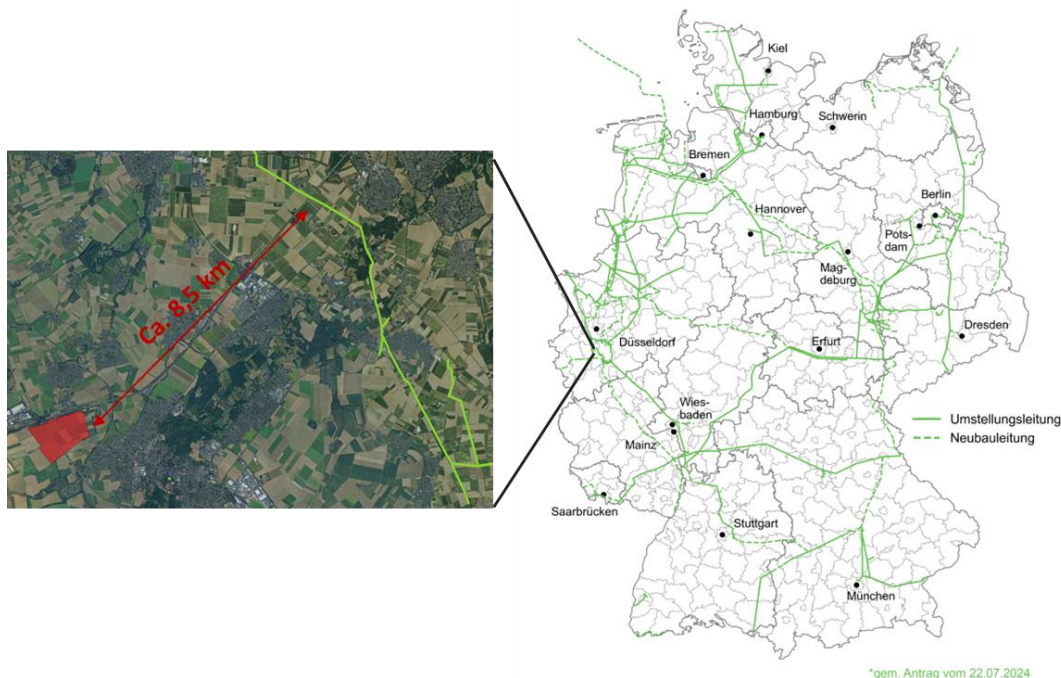 Ca. 8,5 km
Kiel
Hamburg
Schwerin
Bremen
Berlin
Hannover
Pots-
dam
Mag-
deburg
Düsseldorf
Erfurt
Dresden
Wies-
baden
Mainz
Umstellungsleitung
Neubauleitung
Saarbrücken
Stuttgart
München
*gem. Antrag vom 22.07.2024